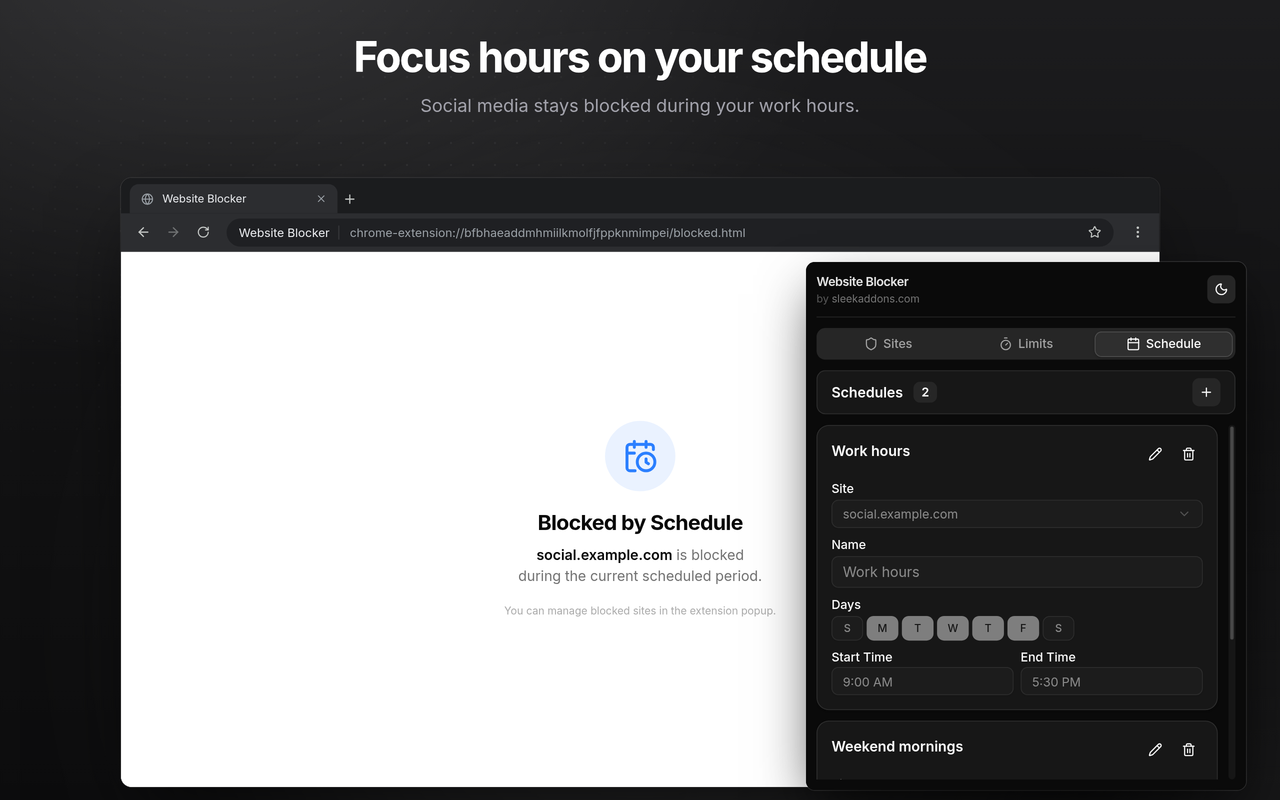 Focus hours on your schedule
Social media stays blocked during your work hours.
Website Blocker
Website Blocker
chrome-extension://bfbhaeaddmhmiilkmolfjfppknmimpei/blocked.html
Blocked by Schedule
social.example.com is blocked
during the current scheduled period.
You can manage blocked sites in the extension popup.
Website Blocker
by sleekaddons.com
Sites
Limits
Schedule
Schedules 2
Work hours
Site
social.example.com
Name
Work hours
Days
S M T W T F S
Start Time
End Time
9:00 AM
5:30 PM
Weekend mornings